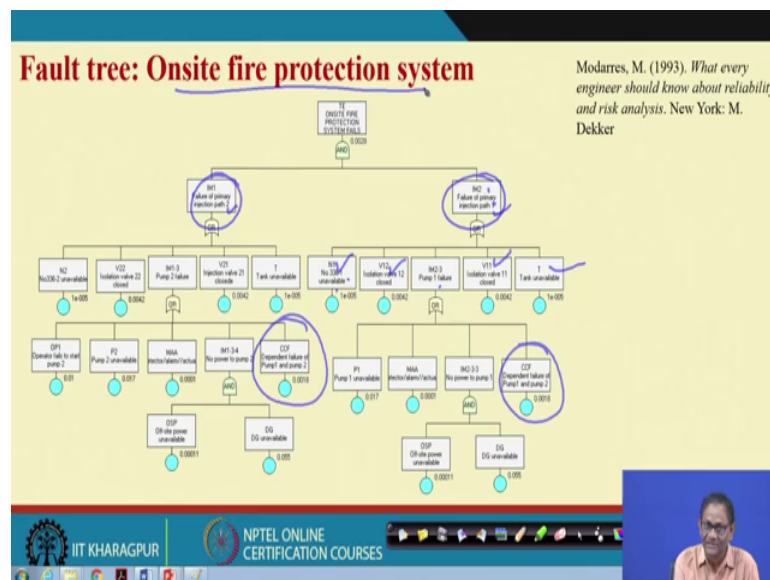 Fault tree: Onsite fire protection system
Modarres, M. (1993). What every
engineer should know about reliability
and risk analysis. New York: M.
Dekker
TE
ONSITE FIRE
PROTECTION
SYSTEM FAILS
0.0020
AND
IM1
Failure of primary
injection path 2
OR
IM2
Failure of primary
injection path
OR
N2
unavailable
1e-005
V22
Isolation valve 22
closed
0.0042
IM1-3
Pump 2 failure
OR
V21
Injection valve 21
closede
0.0042
T
Tank unavailable
1e-005
unavailable
1e-005
V12
Isolation valve 12
closed
0.0042
IM2-3
Pump 1 failure
OR
V11
Isolation valve 11
closed
0.0042
T
Tank unavailable
1e-005
OP1
Operator fails to start
pump 2
0.01
P2
Pump 2 unavailable
0.017
MAA
0.0001
IM1-3-4
No power to pump 2
AND
CCF
Dependent failure of
Pump1 and pump 2
0.0018
P1
Pump 1 unavailable
0.017
MAA
0.0001
IM2-3-3
No power to pump 1
AND
CCF
Dependent failure of
Pump1 and pump 2
0.0018
OSP
Off-site power
unavailable
0.00011
DG
DG unavailable
0.055
OSP
Off-site power
unavailable
0.00011
DG
DG unavailable
0.055
IIT KHARAGPUR
NPTEL ONLINE
CERTIFICATION COURSES